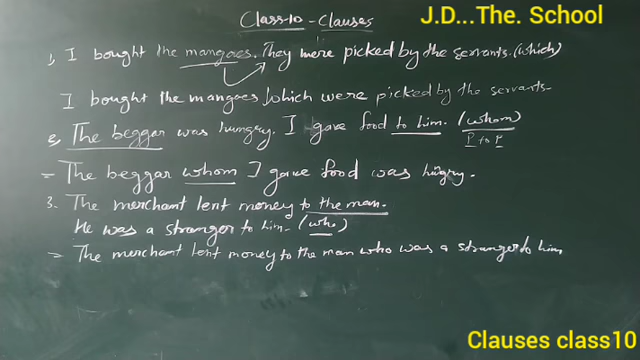 Class-10 - Clauses
J.D...The. School
1, I bought the mangoes. They were picked by the servants. (which)
I bought the mangoes, which were picked by the servants.
2, The beggar was hungry. I gave food to him. (whom)
P to P
= The beggar whom I gave food was hungry.
3. The merchant lent money to the man.
He was a stranger to him. (who)
= The merchant lent money to the man who was a stranger to him
Clauses class10